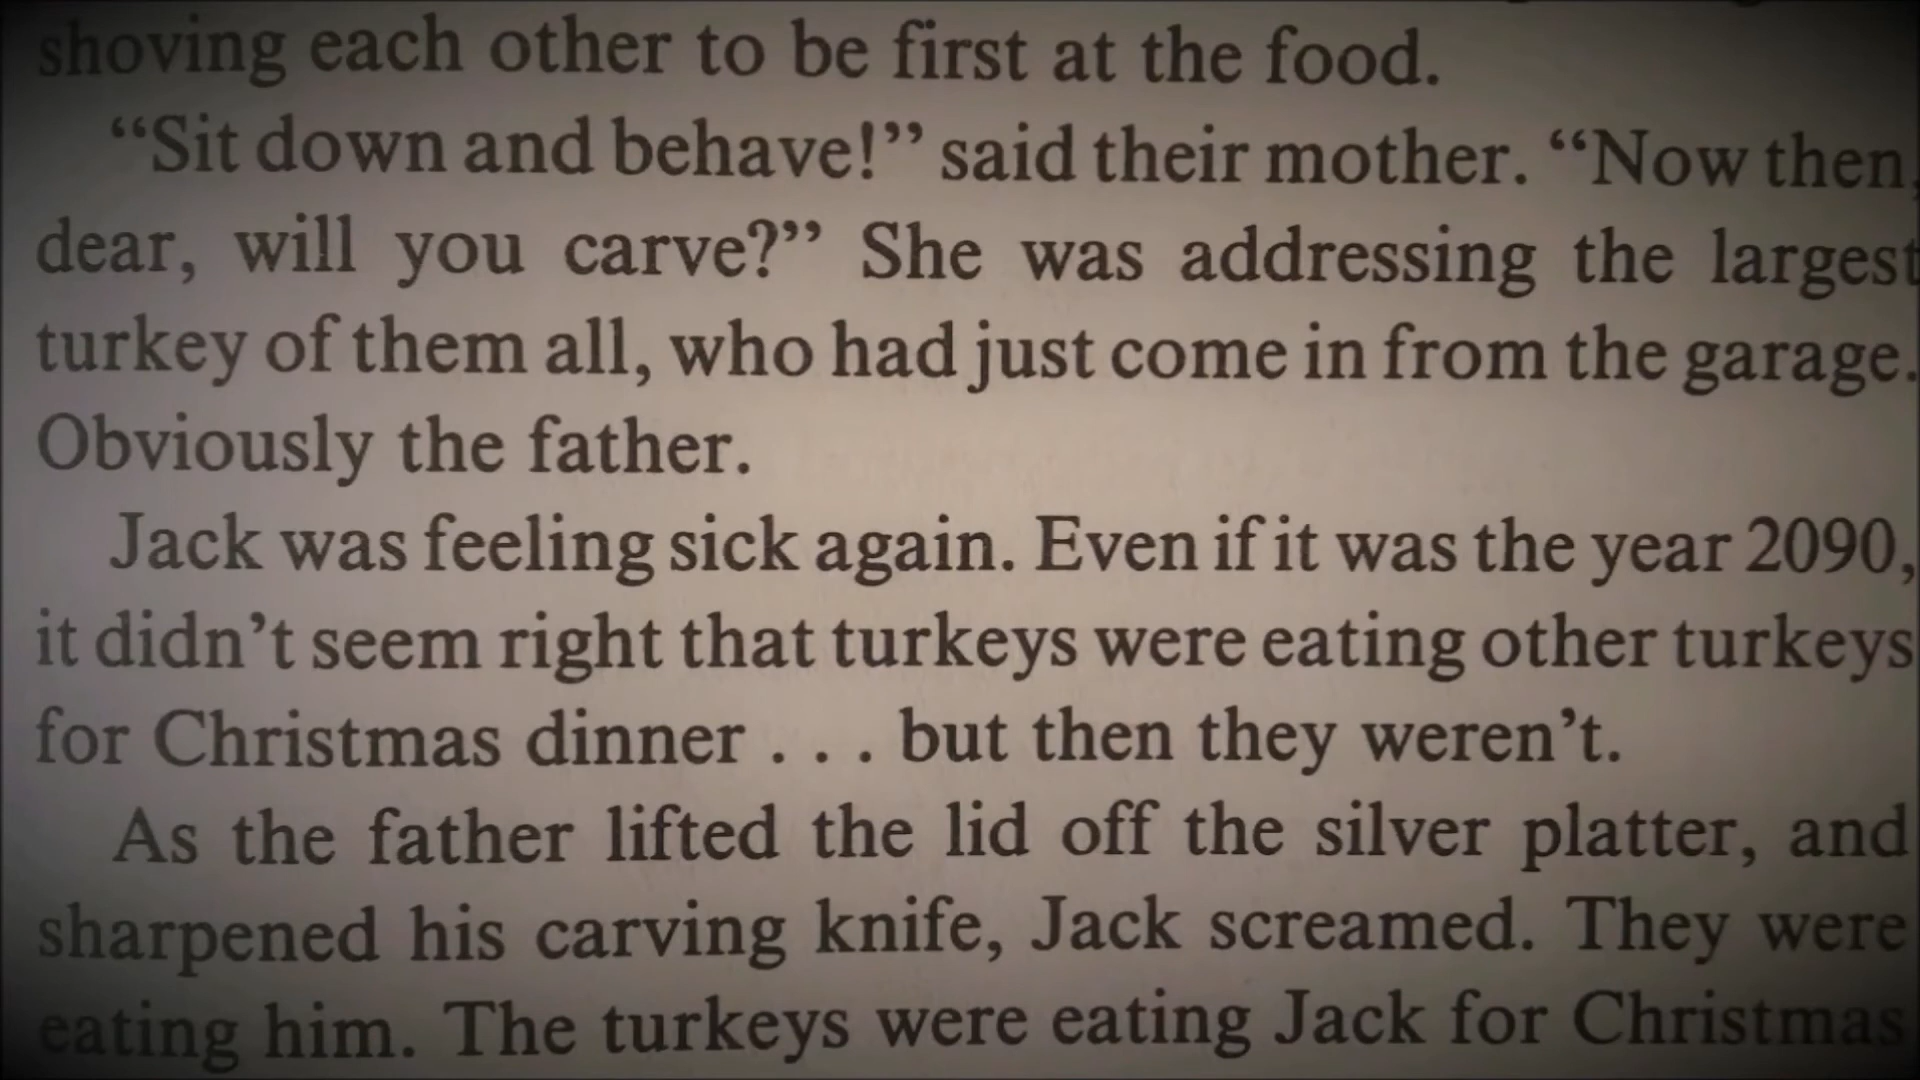 shoving each other to be first at the food.
“Sit down and behave!” said their mother. “Now then,
dear, will you carve?” She was addressing the largest
turkey of them all, who had just come in from the garage.
Obviously the father.
Jack was feeling sick again. Even if it was the year 2090,
it didn’t seem right that turkeys were eating other turkeys
for Christmas dinner . . . but then they weren’t.
As the father lifted the lid off the silver platter, and
sharpened his carving knife, Jack screamed. They were
eating him. The turkeys were eating Jack for Christmas